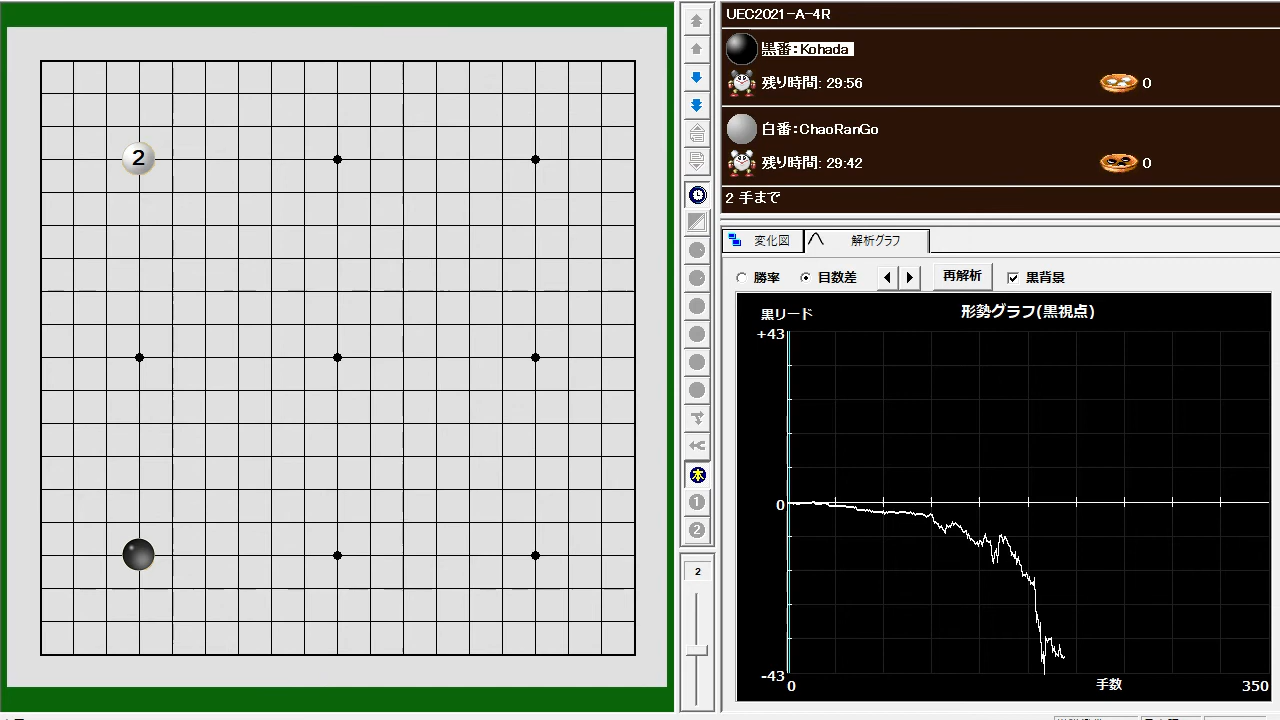 UEC2021-A-4R
黒番:Kohada
残り時間: 29:56
0
白番:ChaoRanGo
残り時間: 29:42
0
2 手まで
2
変化図
解析グラフ
勝率
目数差
再解析
黒背景
黒リード
形勢グラフ(黒視点)
+43
0
-43
0
手数
350
本
1
2
2